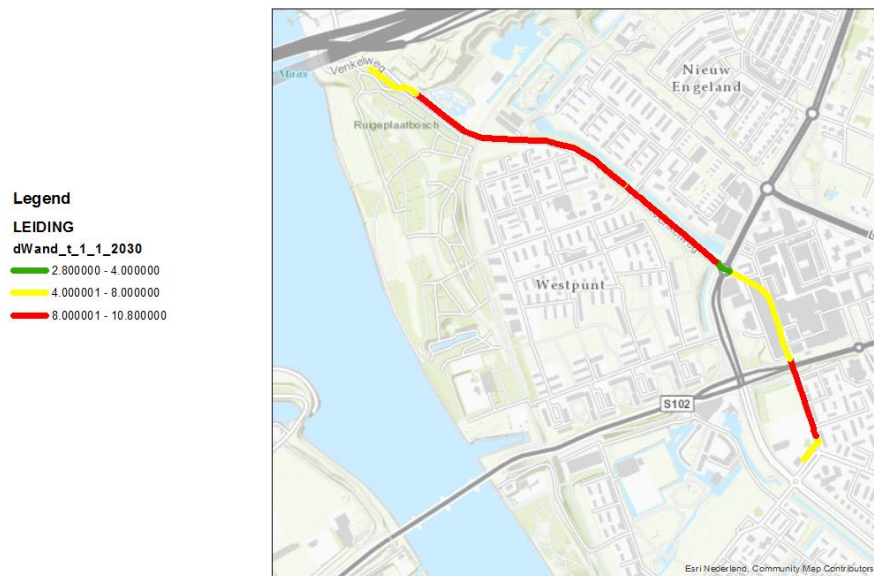 Legend
LEIDING
dWand_t_1_1_2030
2.800000 - 4.000000
4.000001 - 8.000000
8.000001 - 10.800000
Maas
Venkelweg
Nieuw
Engeland
Ruigeplaatbosch
Westpunt
S102
Esri Nederland, Community Map Contributors